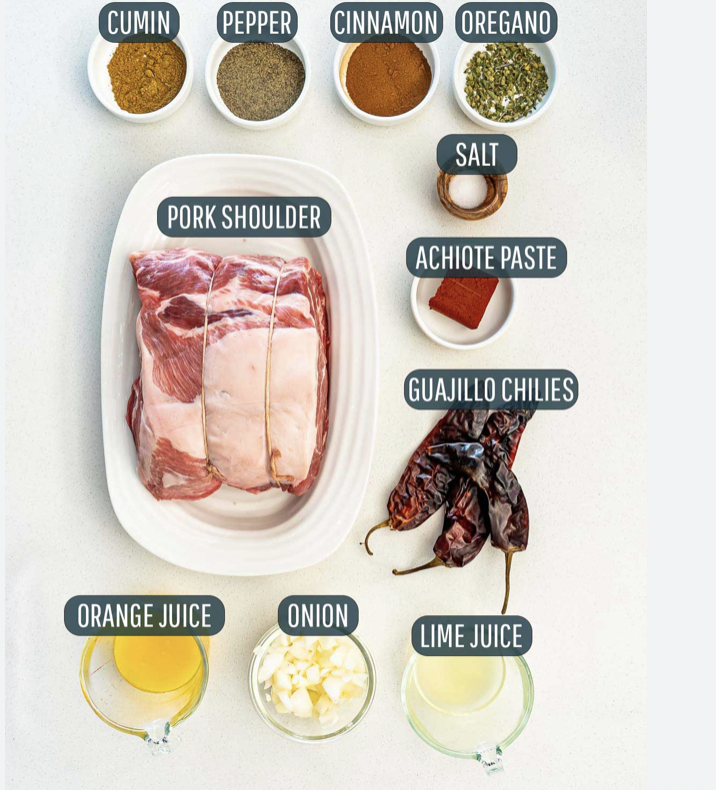 CUMIN
PEPPER
CINNAMON
OREGANO
SALT
PORK SHOULDER
ACHIOTE PASTE
GUAJILLO CHILIES
ORANGE JUICE
ONION
LIME JUICE